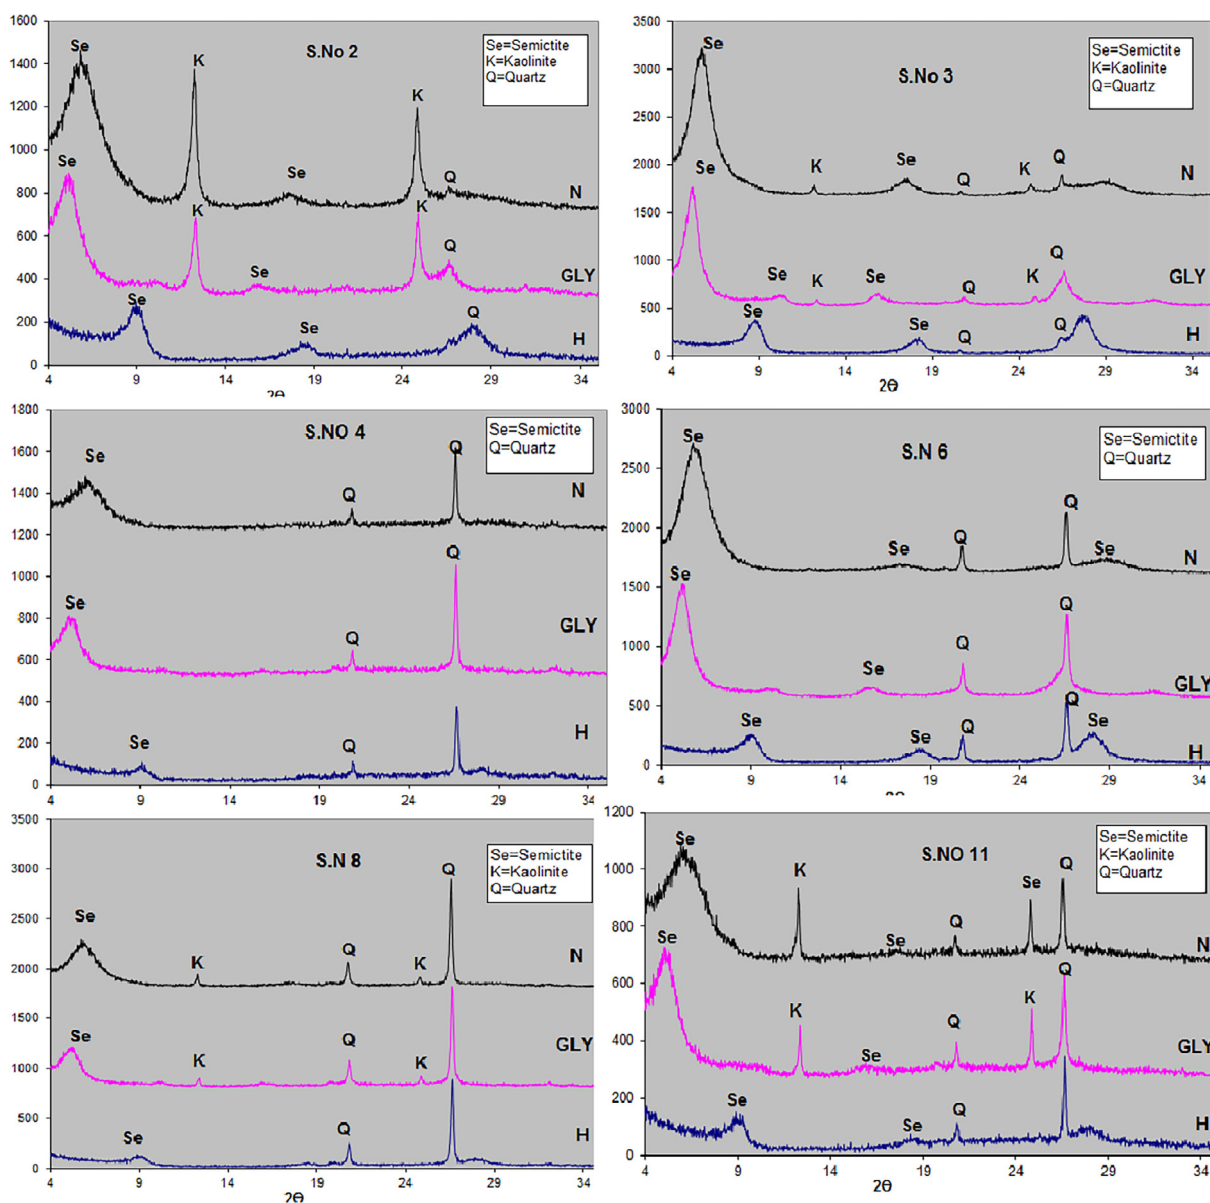 S.No 2
Se=Semictite
K=Kaolinite
Q=Quartz
1600
1400
1200
1000
800
600
400
200
0
Se
K
Se
K
Q
N
Se
K
Se
K
Q
GLY
Se
Se
Q
H
4
9
14
19
24
29
34
2Θ
S.No 3
Se=Semictite
K=Kaolinite
Q=Quartz
3500
3000
2500
2000
1500
1000
500
0
Se
K
Se
Q
K
Q
N
Se
Se
K
Se
Q
K
Q
GLY
Se
Se
Q
Q
H
4
9
14
19
24
29
34
2Θ
S.NO 4
Se=Semictite
Q=Quartz
1800
1600
1400
1200
1000
800
600
400
200
0
Se
Q
Q
N
Se
Q
Q
GLY
Se
Q
H
4
9
14
19
24
29
34
S.N 6
Se=Semictite
Q=Quartz
3000
2500
2000
1500
1000
500
0
Se
Se
Q
Q
Se
N
Se
Se
Q
Q
GLY
Se
Se
Q
Q
Se
H
4
9
14
19
24
29
34
S.N 8
Se=Semictite
K=Kaolinite
Q=Quartz
3500
3000
2500
2000
1500
1000
500
0
Se
K
Q
K
Q
N
Se
K
Q
K
GLY
Se
Q
H
4
9
14
19
24
29
34
2Θ
S.NO 11
Se=Semictite
K=Kaolinite
Q=Quartz
1200
1000
800
600
400
200
0
Se
K
Se
Q
Se
Q
N
Se
K
Se
Q
K
Q
GLY
Se
Se
Q
H
4
9
14
19
24
29
34
2Θ